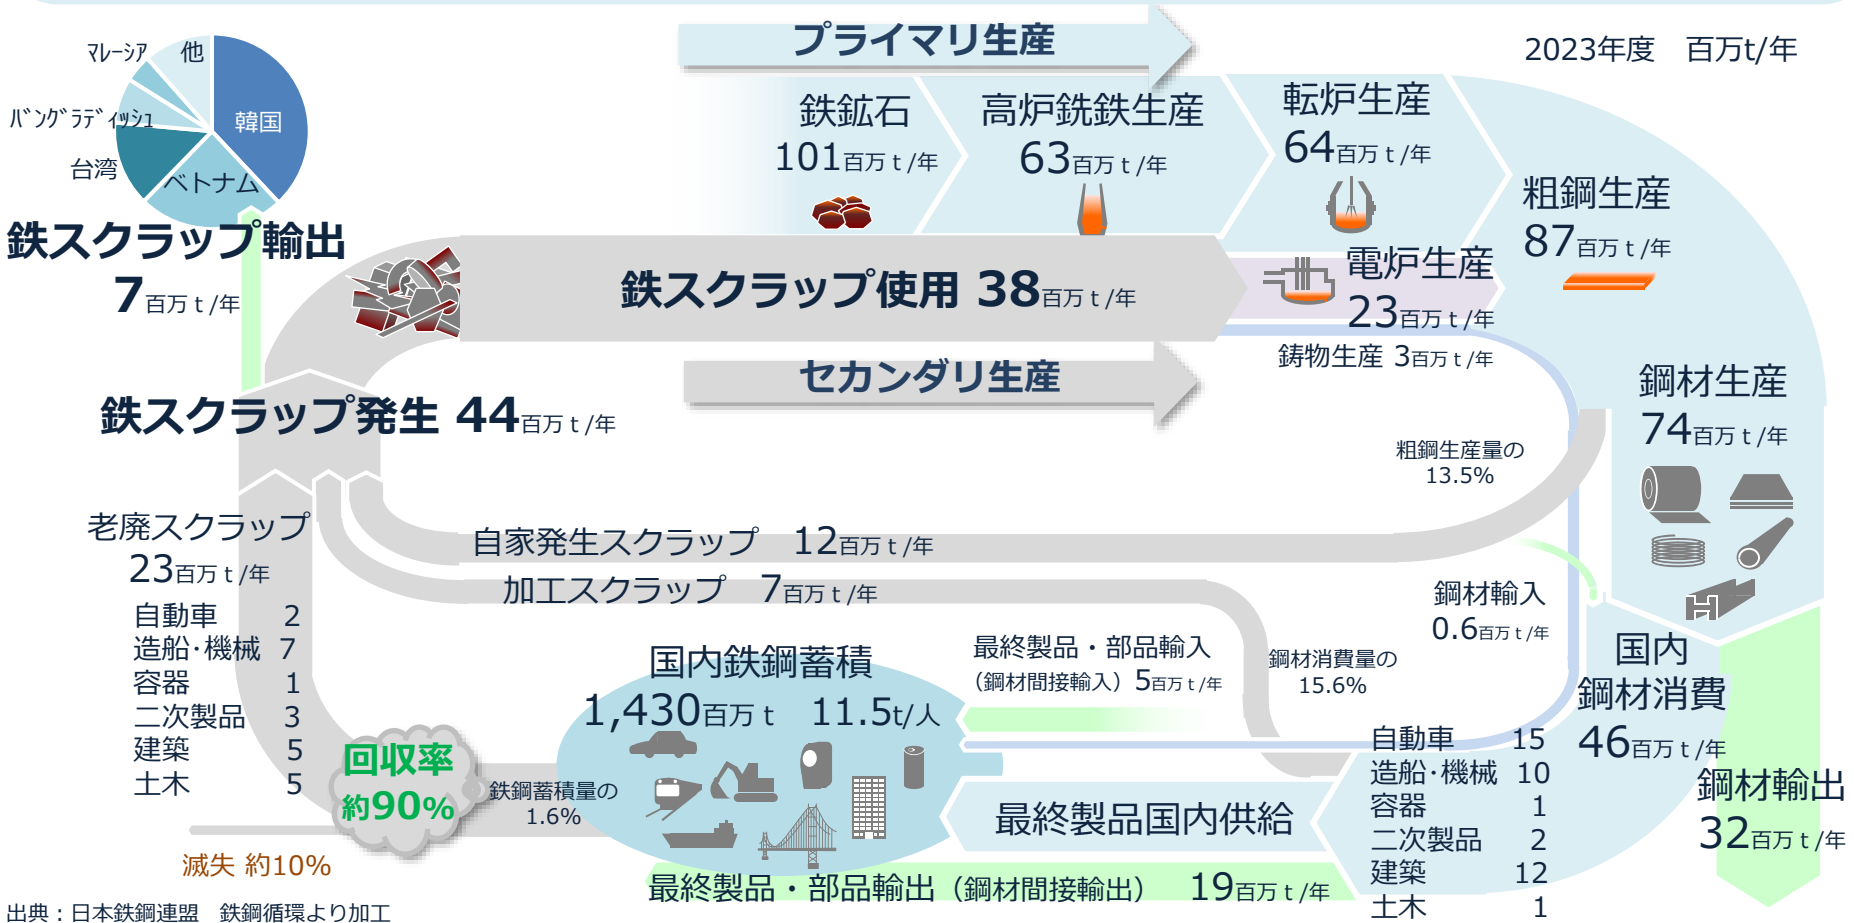 プライマリ生産
2023年度　百万t/年
マレーシア
他
バングラディッシュ
韓国
台湾
ベトナム
鉄鉱石
101百万ｔ/年
高炉銑鉄生産
63百万ｔ/年
転炉生産
64百万ｔ/年
粗鋼生産
87百万ｔ/年
鉄スクラップ輸出
7百万ｔ/年
鉄スクラップ使用 38百万ｔ/年
電炉生産
23百万ｔ/年
鋳物生産 3百万ｔ/年
セカンダリ生産
鉄スクラップ発生 44百万ｔ/年
鋼材生産
74百万ｔ/年
粗鋼生産量の
13.5%
老廃スクラップ
23百万ｔ/年
自動車 2
造船･機械 7
容器 1
二次製品 3
建築 5
土木 5
自家発生スクラップ　12百万ｔ/年
加工スクラップ　7百万ｔ/年
鋼材輸入
0.6百万ｔ/年
国内鉄鋼蓄積
1,430百万ｔ　11.5t/人
最終製品・部品輸入
（鋼材間接輸入）5百万ｔ/年
鋼材消費量の
15.6%
国内
鋼材消費
46百万ｔ/年
回収率
約90%
鉄鋼蓄積量の
1.6%
自動車 15
造船･機械 10
容器 1
二次製品 2
建築 12
土木 1
鋼材輸出
32百万ｔ/年
最終製品国内供給
滅失 約10%
最終製品・部品輸出（鋼材間接輸出）　19百万ｔ/年
出典：日本鉄鋼連盟　鉄鋼循環より加工